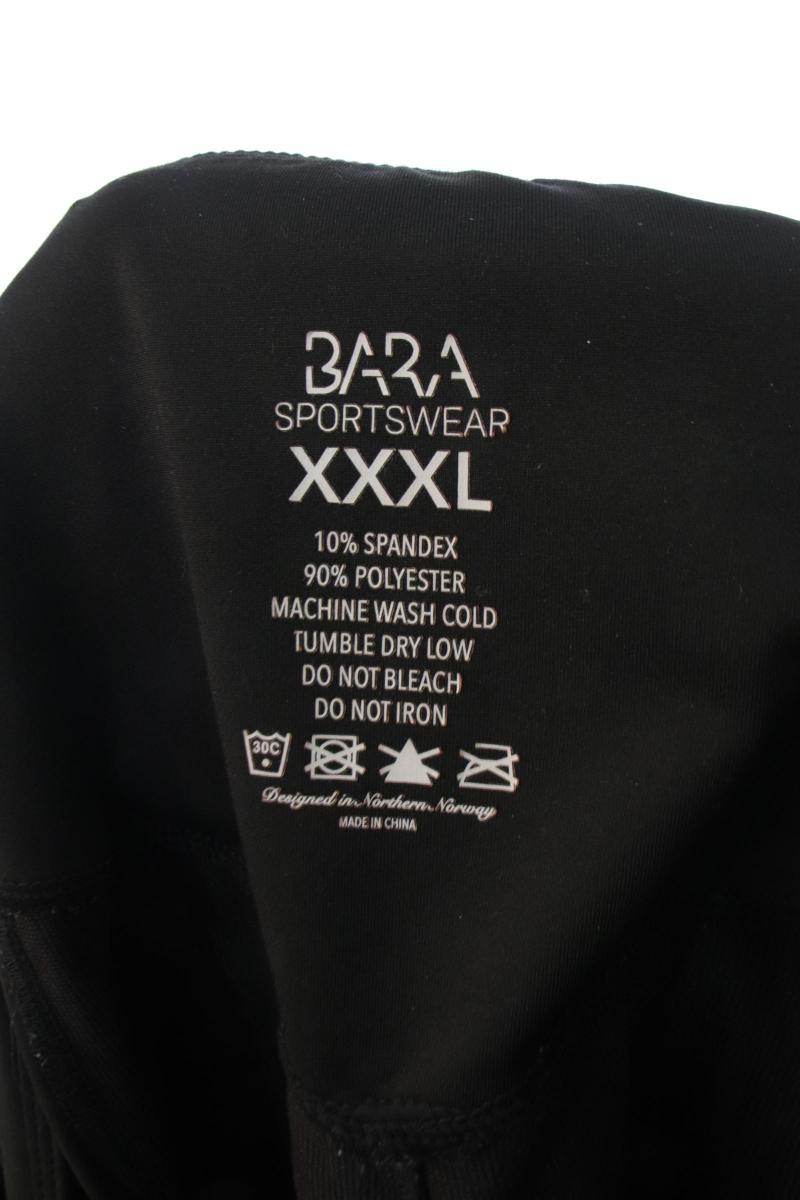 BARA
SPORTSWEAR
XXXL
10% SPANDEX
90% POLYESTER
MACHINE WASH COLD
TUMBLE DRY LOW
DO NOT BLEACH
DO NOT IRON
30C
Designed in Northern Norway
MADE IN CHINA